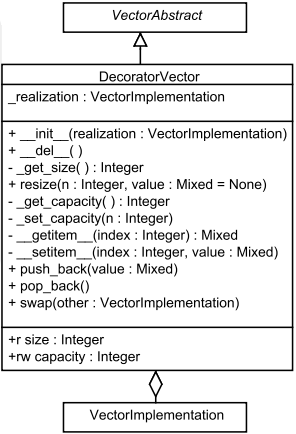 VectorAbstract
DecoratorVector
_realization : VectorImplementation
+ __init__(realization : VectorImplementation)
+ __del__( )
- _get_size( ) : Integer
+ resize(n : Integer, value : Mixed = None)
- _get_capacity( ) : Integer
- _set_capacity(n : Integer)
- __getitem__(index : Integer) : Mixed
- __setitem__(index : Integer, value : Mixed)
+ push_back(value : Mixed)
+ pop_back()
+ swap(other : VectorImplementation)
+r size : Integer
+rw capacity : Integer
VectorImplementation